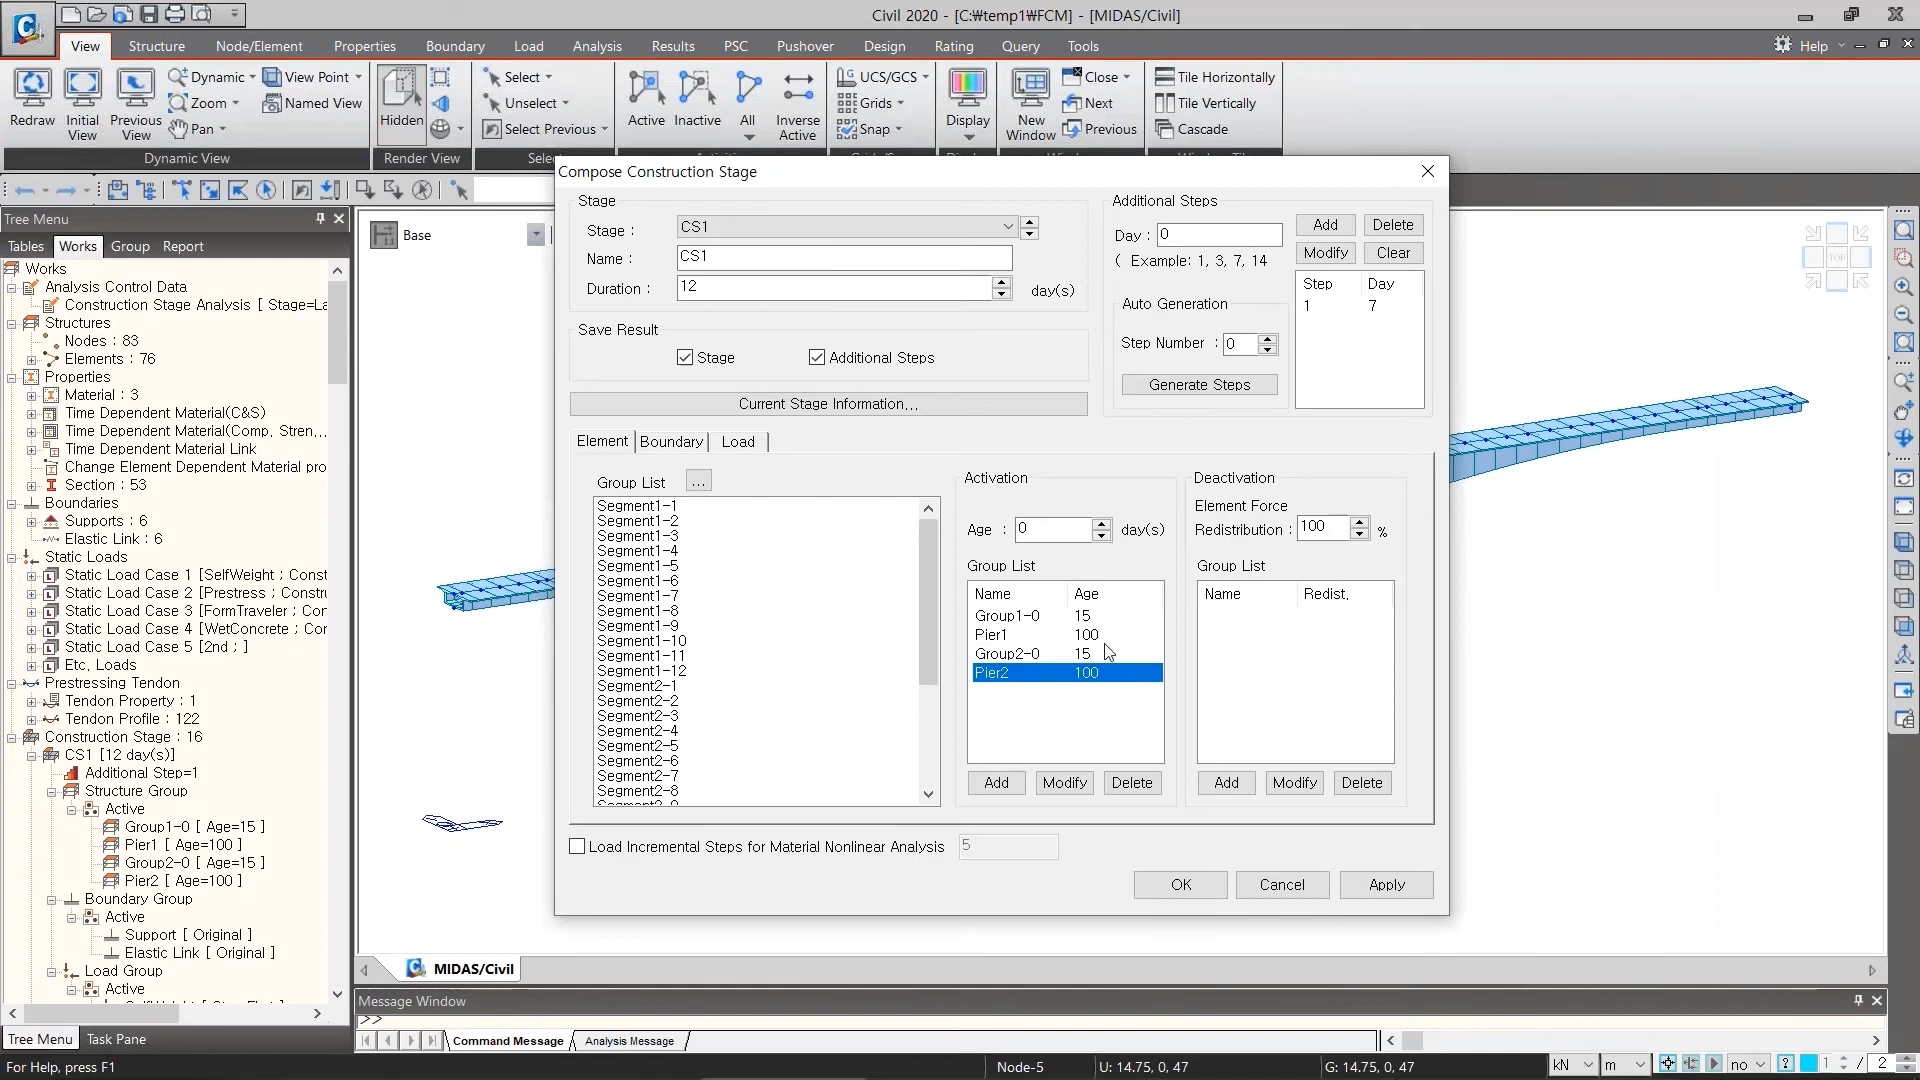 Civil 2020 - [C:₩temp1₩FCM] - [MIDAS/Civil]
View Structure Node/Element Properties Boundary Load Analysis Results PSC Pushover Design Rating Query Tools Help
Redraw
Initial View
Previous View
Dynamic
Zoom
Pan
View Point
Named View
Dynamic View
Hidden
Render View
Select
Unselect
Select Previous
Active
Inactive
All
Inverse Active
UCS/GCS
Grids
Snap
Display
New Window
Close
Next
Previous
Tile Horizontally
Tile Vertically
Cascade
Tree Menu
Tables Works Group Report
Works
Analysis Control Data
Construction Stage Analysis [ Stage=La
Structures
Nodes : 83
Elements : 76
Properties
Material : 3
Time Dependent Material(C&S)
Time Dependent Material(Comp. Stren...
Time Dependent Material Link
Change Element Dependent Material pro
Section : 53
Boundaries
Supports : 6
Elastic Link : 6
Static Loads
Static Load Case 1 [SelfWeight ; Const
Static Load Case 2 [Prestress ; Constru
Static Load Case 3 [FormTraveler ; Cor
Static Load Case 4 [WetConcrete ; Cor
Static Load Case 5 [2nd ; ]
Etc. Loads
Prestressing Tendon
Tendon Property : 1
Tendon Profile : 122
Construction Stage : 16
CS1 [12 day(s)]
Additional Step=1
Structure Group
Active
Group1-0 [ Age=15 ]
Pier1 [ Age=100 ]
Group2-0 [ Age=15 ]
Pier2 [ Age=100 ]
Boundary Group
Active
Support [ Original ]
Elastic Link [ Original ]
Load Group
Active
Tree Menu Task Pane
Base
TOP
Compose Construction Stage
Stage
Stage : CS1
Name : CS1
Duration : 12 day(s)
Save Result
Stage Additional Steps
Current Stage Information...
Additional Steps
Day : 0
( Example: 1, 3, 7, 14
Add Delete
Modify Clear
Auto Generation
Step Number : 0
Generate Steps
Step Day
1 7
Element Boundary Load
Group List ...
Segment1-1
Segment1-2
Segment1-3
Segment1-4
Segment1-5
Segment1-6
Segment1-7
Segment1-8
Segment1-9
Segment1-10
Segment1-11
Segment1-12
Segment2-1
Segment2-2
Segment2-3
Segment2-4
Segment2-5
Segment2-6
Segment2-7
Segment2-8
Activation
Age : 0 day(s)
Group List
Name Age
Group1-0 15
Pier1 100
Group2-0 15
Pier2 100
Add Modify Delete
Deactivation
Element Force
Redistribution : 100 %
Group List
Name Redist.
Add Modify Delete
Load Incremental Steps for Material Nonlinear Analysis 5
OK Cancel Apply
MIDAS/Civil
Message Window
>>
Command Message Analysis Message
For Help, press F1
Node-5
U: 14.75, 0, 47
G: 14.75, 0, 47
kN m no 1 / 2